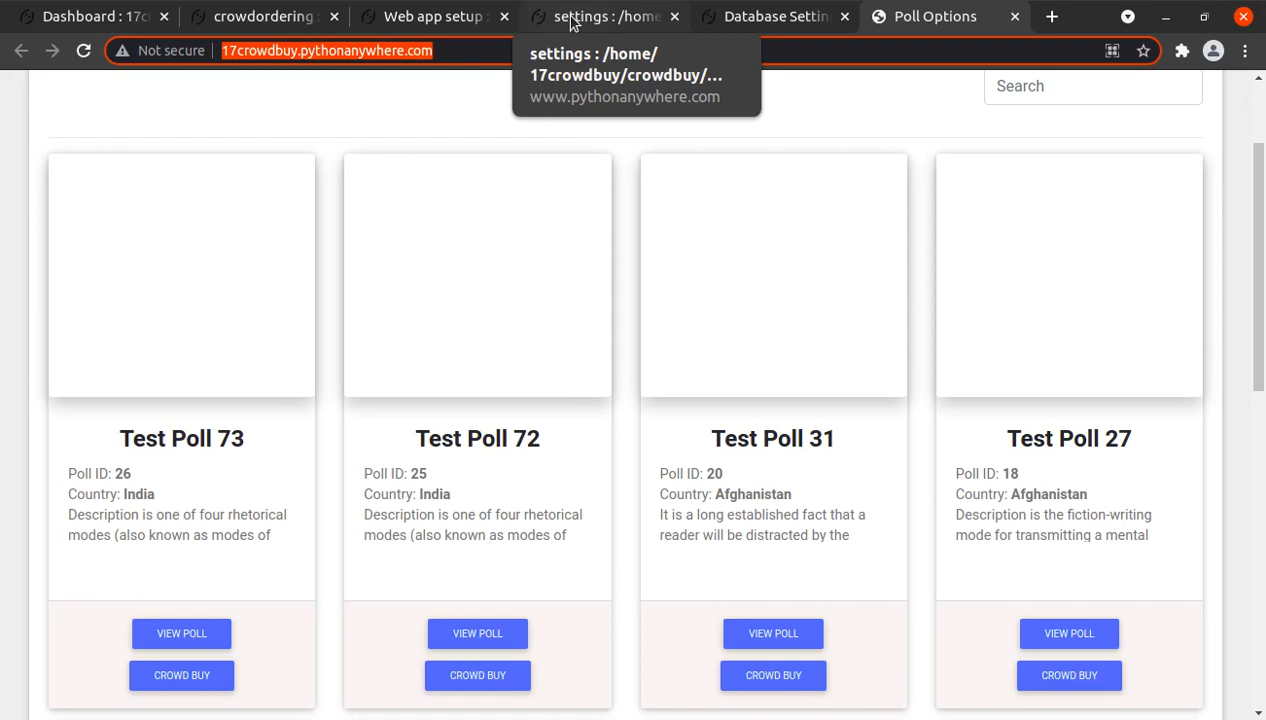 Dashboard : 17c
crowdordering
Web app setup :
settings : /home
Database Settin
Poll Options
Not secure
17crowdbuy.pythonanywhere.com
settings : /home/
17crowdbuy/crowdbuy/...
www.pythonanywhere.com
Search
Test Poll 73
Poll ID: 26
Country: India
Description is one of four rhetorical
modes (also known as modes of
VIEW POLL
CROWD BUY
Test Poll 72
Poll ID: 25
Country: India
Description is one of four rhetorical
modes (also known as modes of
VIEW POLL
CROWD BUY
Test Poll 31
Poll ID: 20
Country: Afghanistan
It is a long established fact that a
reader will be distracted by the
VIEW POLL
CROWD BUY
Test Poll 27
Poll ID: 18
Country: Afghanistan
Description is the fiction-writing
mode for transmitting a mental
VIEW POLL
CROWD BUY